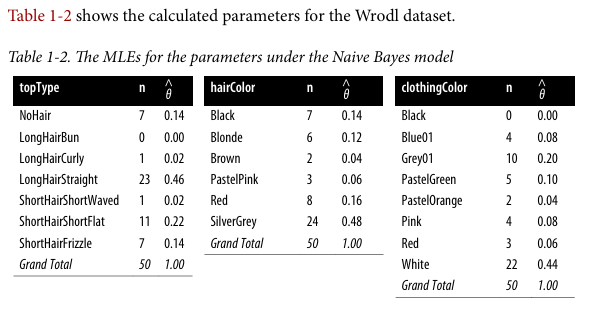 Table 1-2 shows the calculated parameters for the Wrodl dataset.
Table 1-2. The MLEs for the parameters under the Naive Bayes model
topType n θ̂
NoHair 7 0.14
LongHairBun 0 0.00
LongHairCurly 1 0.02
LongHairStraight 23 0.46
ShortHairShortWaved 1 0.02
ShortHairShortFlat 11 0.22
ShortHairFrizzle 7 0.14
Grand Total 50 1.00
hairColor n θ̂
Black 7 0.14
Blonde 6 0.12
Brown 2 0.04
PastelPink 3 0.06
Red 8 0.16
SilverGrey 24 0.48
Grand Total 50 1.00
clothingColor n θ̂
Black 0 0.00
Blue01 4 0.08
Grey01 10 0.20
PastelGreen 5 0.10
PastelOrange 2 0.04
Pink 4 0.08
Red 3 0.06
White 22 0.44
Grand Total 50 1.00